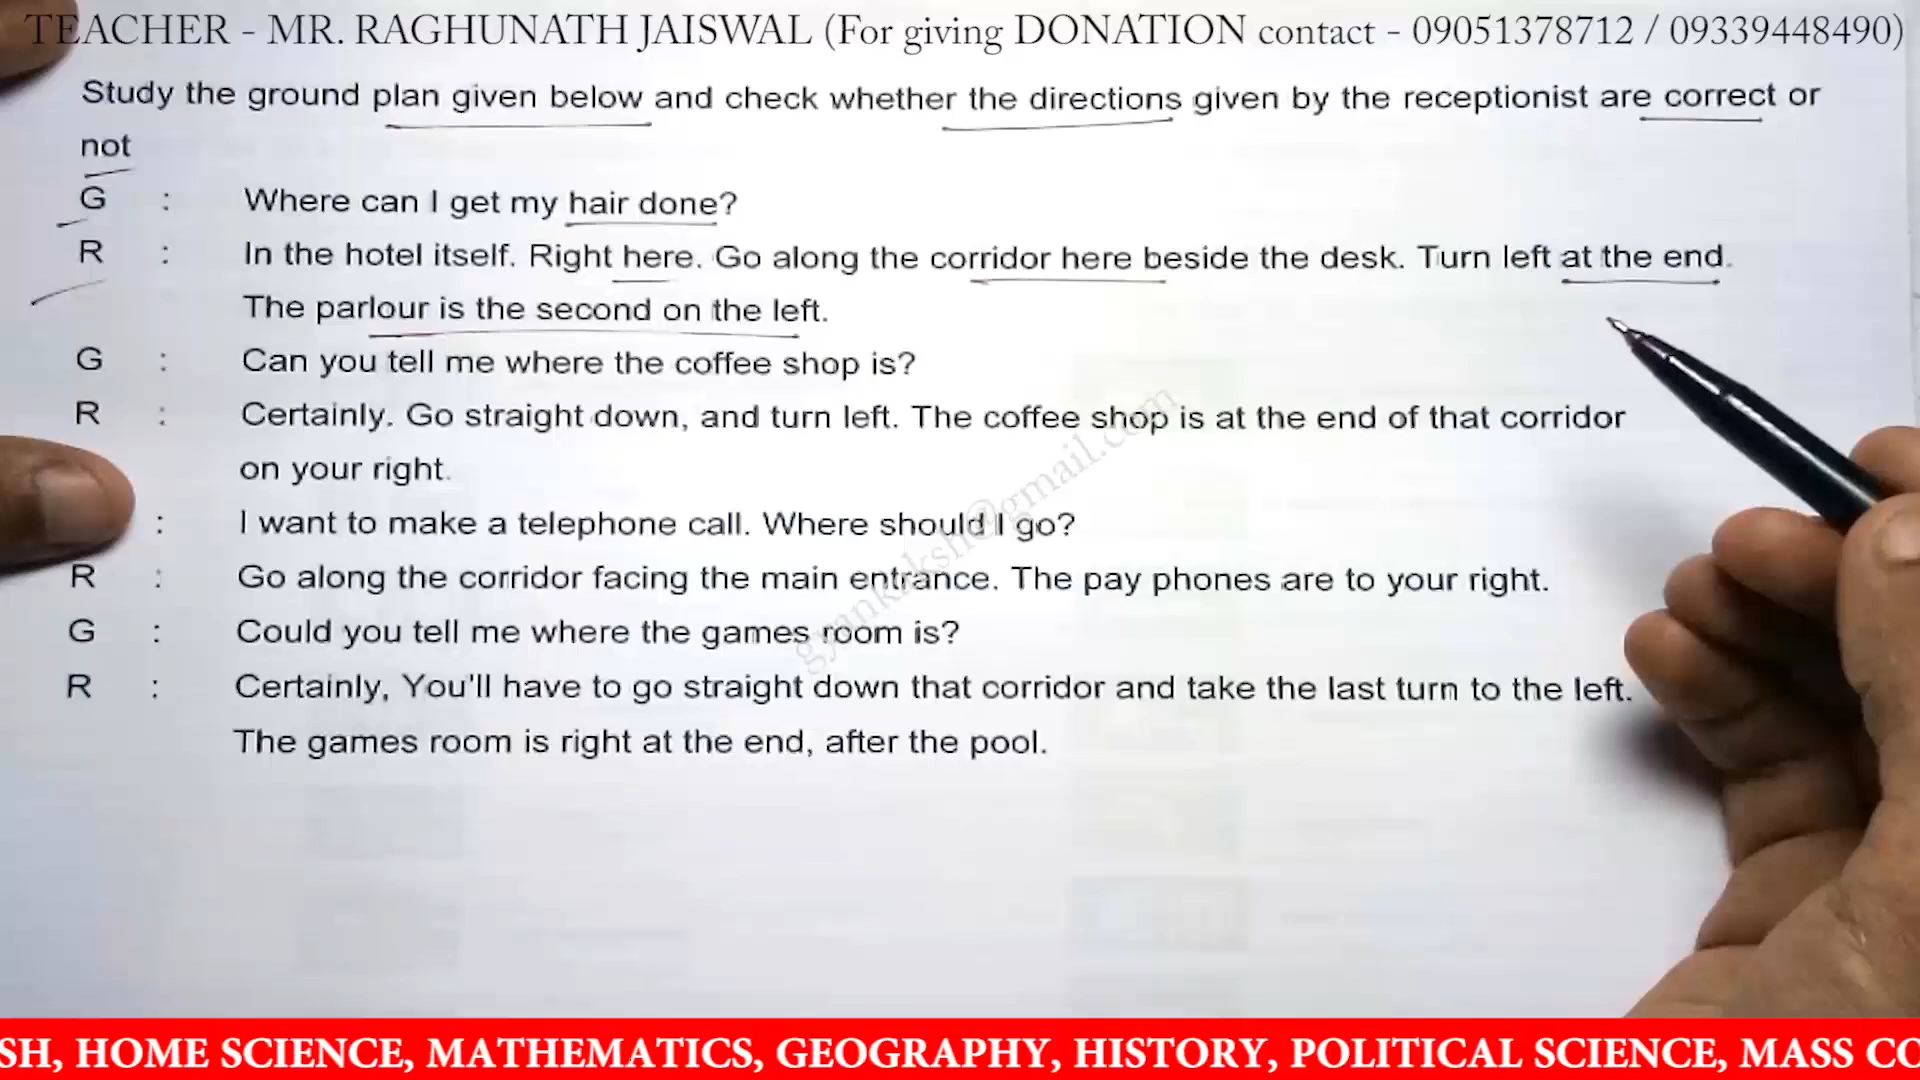 TEACHER - MR. RAGHUNATH JAISWAL (For giving DONATION contact - 09051378712 / 09339448490)
Study the ground plan given below and check whether the directions given by the receptionist are correct or
not
G : Where can I get my hair done?
R : In the hotel itself. Right here. Go along the corridor here beside the desk. Turn left at the end.
The parlour is the second on the left.
G : Can you tell me where the coffee shop is?
R : Certainly. Go straight down, and turn left. The coffee shop is at the end of that corridor
on your right.
: I want to make a telephone call. Where should I go?
R : Go along the corridor facing the main entrance. The pay phones are to your right.
G : Could you tell me where the games room is?
R : Certainly, You'll have to go straight down that corridor and take the last turn to the left.
The games room is right at the end, after the pool.
SH, HOME SCIENCE, MATHEMATICS, GEOGRAPHY, HISTORY, POLITICAL SCIENCE, MASS CO